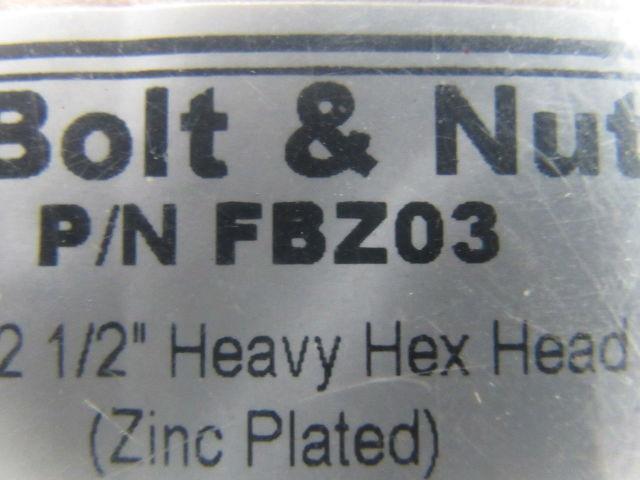 Bolt & Nut
P/N FBZ03
2 1/2" Heavy Hex Head
(Zinc Plated)